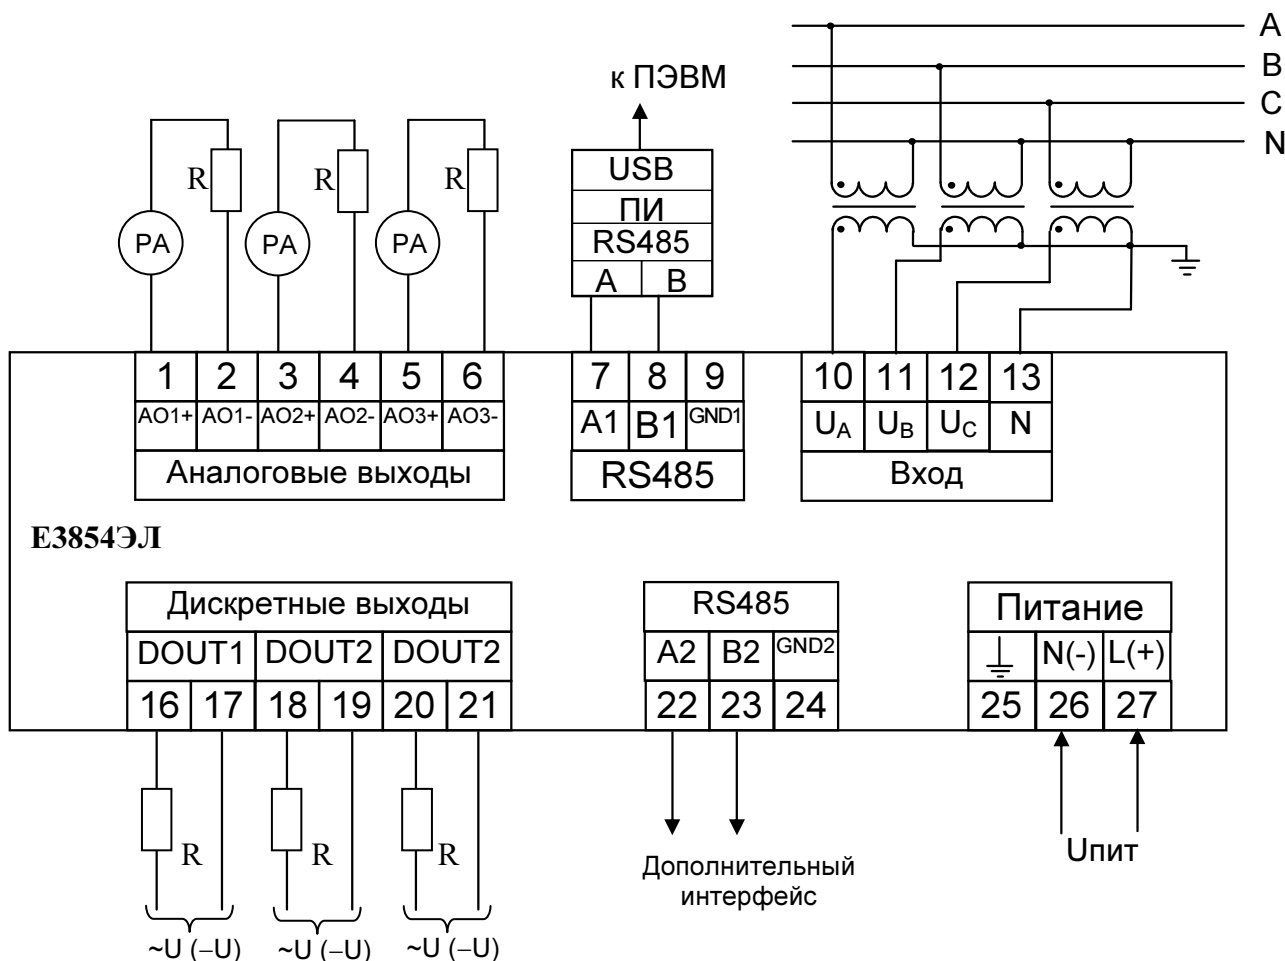 A
B
C
N
к ПЭВМ
R
R
R
PA
PA
PA
USB
ПИ
RS485
A B
1 2 3 4 5 6
AO1+ AO1- AO2+ AO2- AO3+ AO3-
Аналоговые выходы
7 8 9
A1 B1 GND1
RS485
10 11 12 13
UA UB UC N
Вход
Е3854ЭЛ
Дискретные выходы
DOUT1 DOUT2 DOUT2
16 17 18 19 20 21
RS485
A2 B2 GND2
22 23 24
Питание
N(-) L(+)
25 26 27
R
R
R
~U (–U)
~U (–U)
~U (–U)
Дополнительный
интерфейс
Uпит